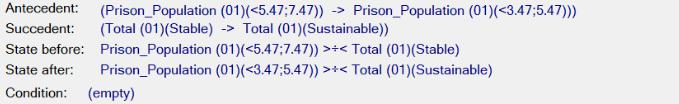 Antecedent: (Prison_Population (01)(<5.47;7.47)) -> Prison_Population (01)(<3.47;5.47)))
Succedent: (Total (01)(Stable) -> Total (01)(Sustainable))
State before: Prison_Population (01)(<5.47;7.47)) >÷< Total (01)(Stable)
State after: Prison_Population (01)(<3.47;5.47)) >÷< Total (01)(Sustainable)
Condition: (empty)